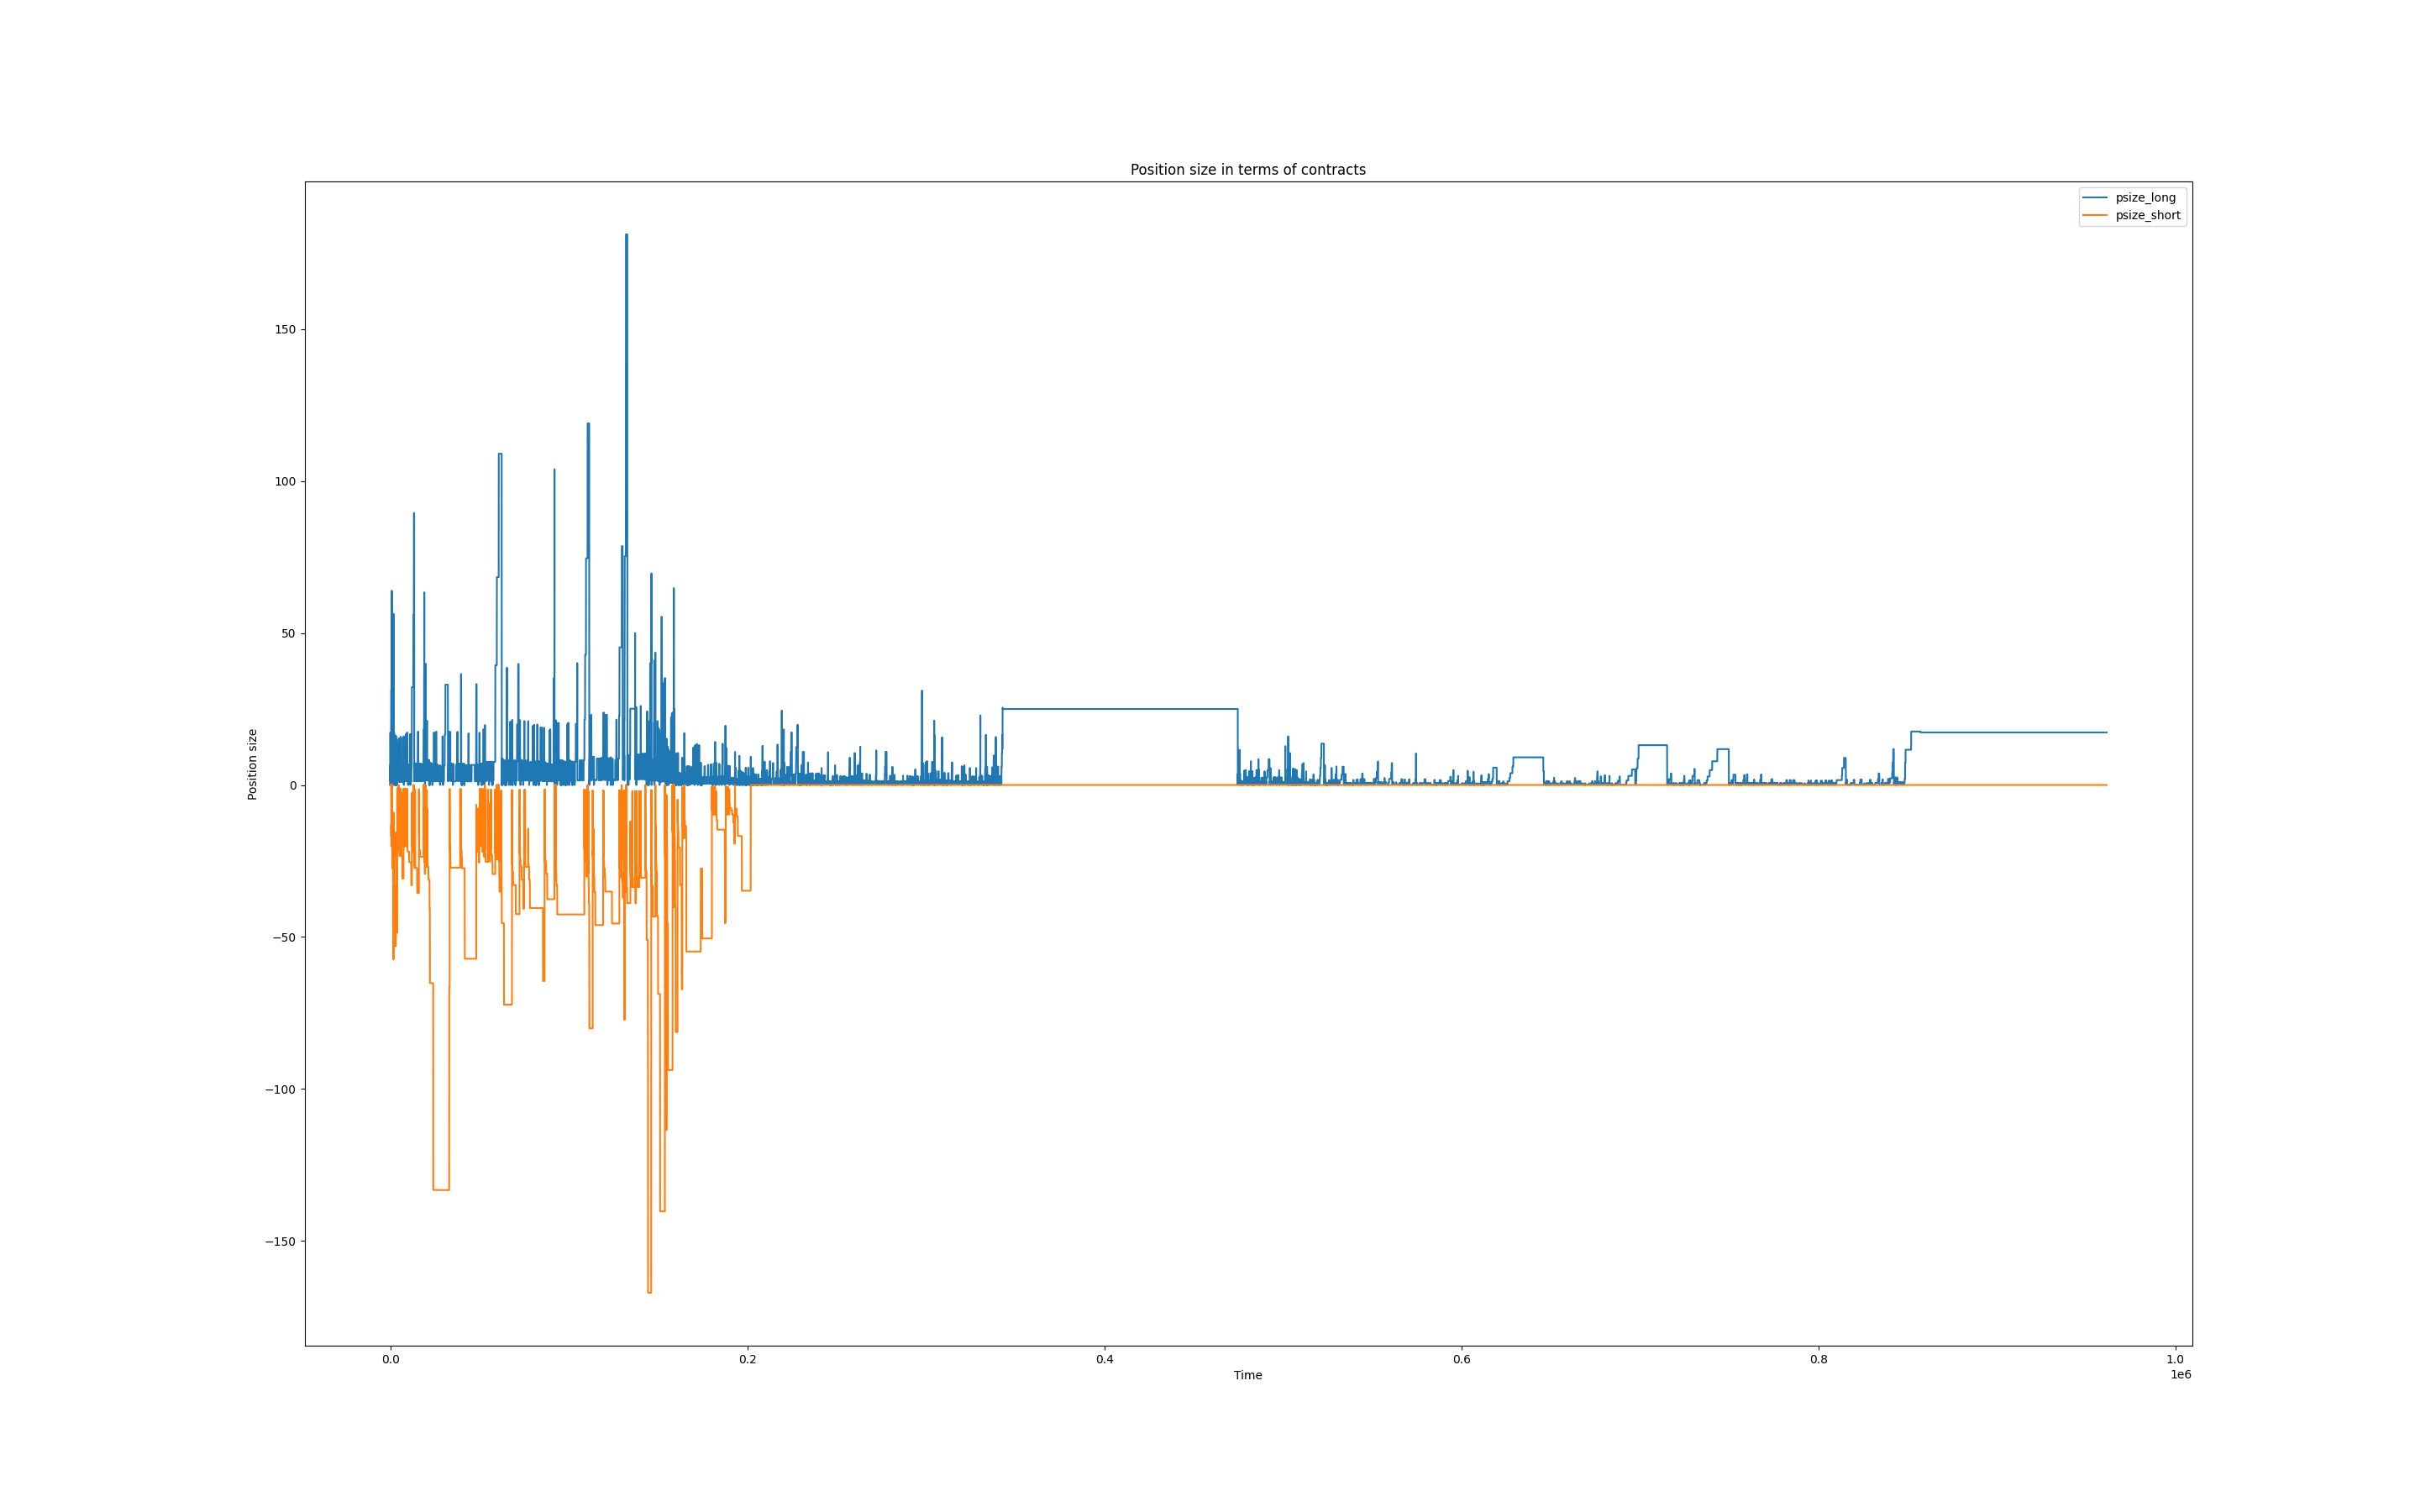 Position size in terms of contracts
psize_long
psize_short
Position size
150
100
50
0
−50
−100
−150
0.0
0.2
0.4
0.6
0.8
1.0
1e6
Time